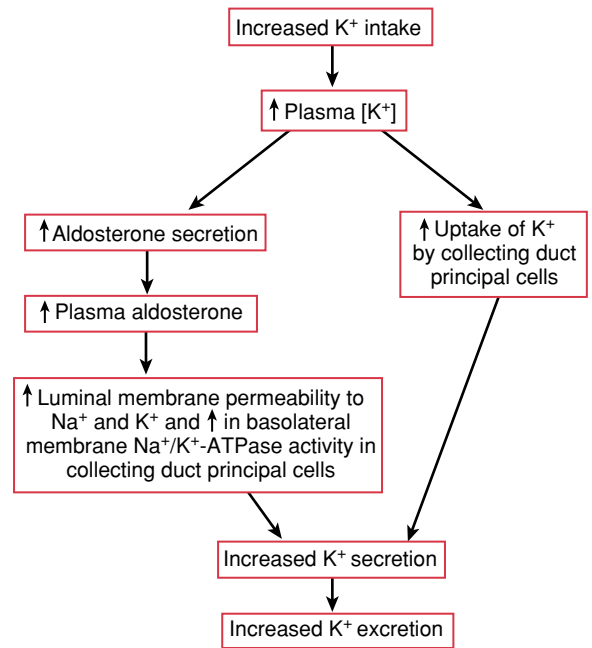 Increased K⁺ intake
↑ Plasma [K⁺]
↑ Aldosterone secretion
↑ Uptake of K⁺
by collecting duct
principal cells
↑ Plasma aldosterone
↑ Luminal membrane permeability to
Na⁺ and K⁺ and ↑ in basolateral
membrane Na⁺/K⁺-ATPase activity in
collecting duct principal cells
Increased K⁺ secretion
Increased K⁺ excretion